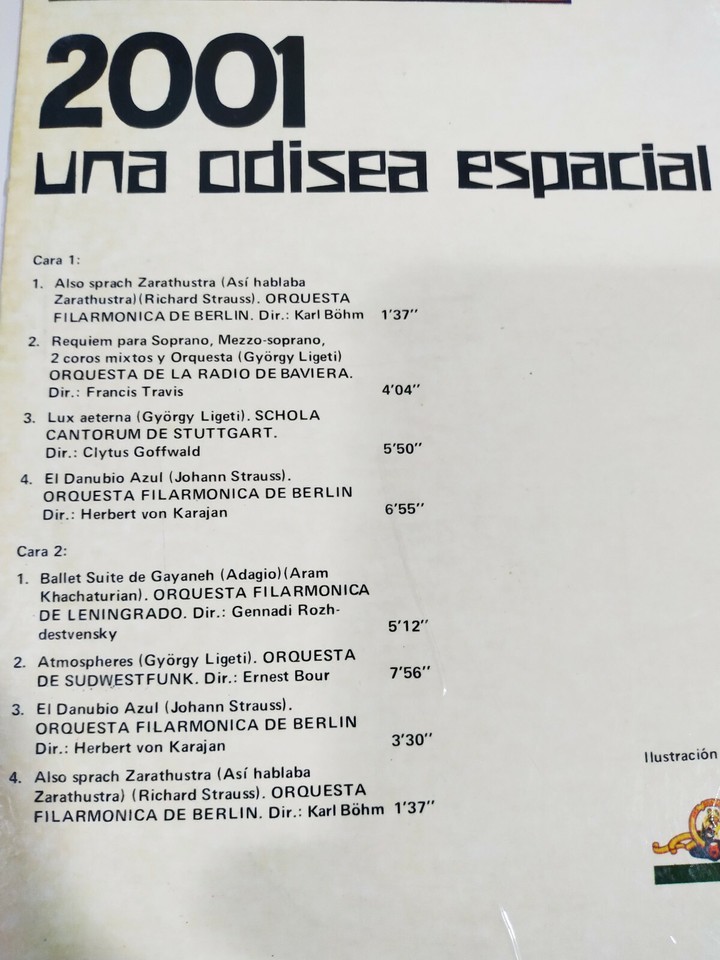 2001
una odisea espacial
Cara 1:
1. Also sprach Zarathustra (Así hablaba
Zarathustra)(Richard Strauss). ORQUESTA
FILARMONICA DE BERLIN. Dir.: Karl Böhm 1'37''
2. Requiem para Soprano, Mezzo-soprano,
2 coros mixtos y Orquesta (György Ligeti)
ORQUESTA DE LA RADIO DE BAVIERA.
Dir.: Francis Travis 4'04''
3. Lux aeterna (György Ligeti). SCHOLA
CANTORUM DE STUTTGART.
Dir.: Clytus Goffwald 5'50''
4. El Danubio Azul (Johann Strauss).
ORQUESTA FILARMONICA DE BERLIN
Dir.: Herbert von Karajan 6'55''
Cara 2:
1. Ballet Suite de Gayaneh (Adagio)(Aram
Khachaturian). ORQUESTA FILARMONICA
DE LENINGRADO. Dir.: Gennadi Rozh-
destvensky 5'12''
2. Atmospheres (György Ligeti). ORQUESTA
DE SUDWESTFUNK. Dir.: Ernest Bour 7'56''
3. El Danubio Azul (Johann Strauss).
ORQUESTA FILARMONICA DE BERLIN
Dir.: Herbert von Karajan 3'30''
4. Also sprach Zarathustra (Así hablaba
Zarathustra) (Richard Strauss). ORQUESTA
FILARMONICA DE BERLIN. Dir.: Karl Böhm 1'37''
Ilustración